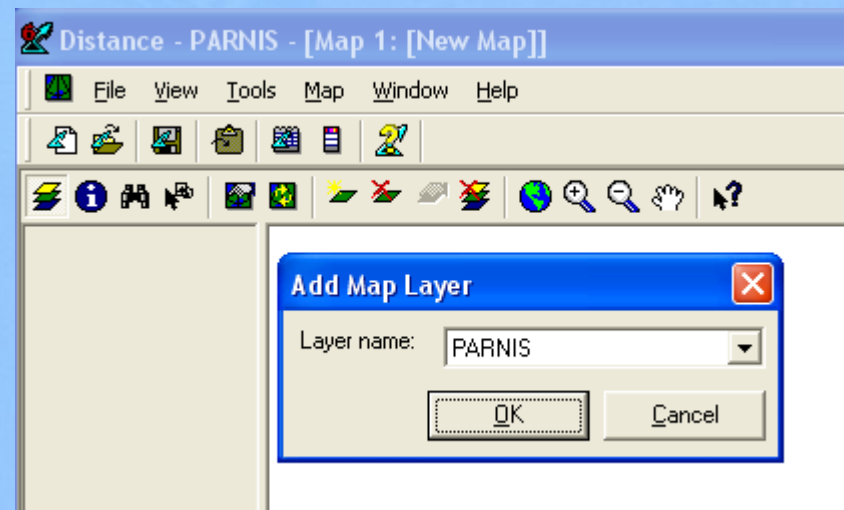 Distance - PARNIS - [Map 1: [New Map]]
File View Tools Map Window Help
Add Map Layer
Layer name: PARNIS
OK Cancel